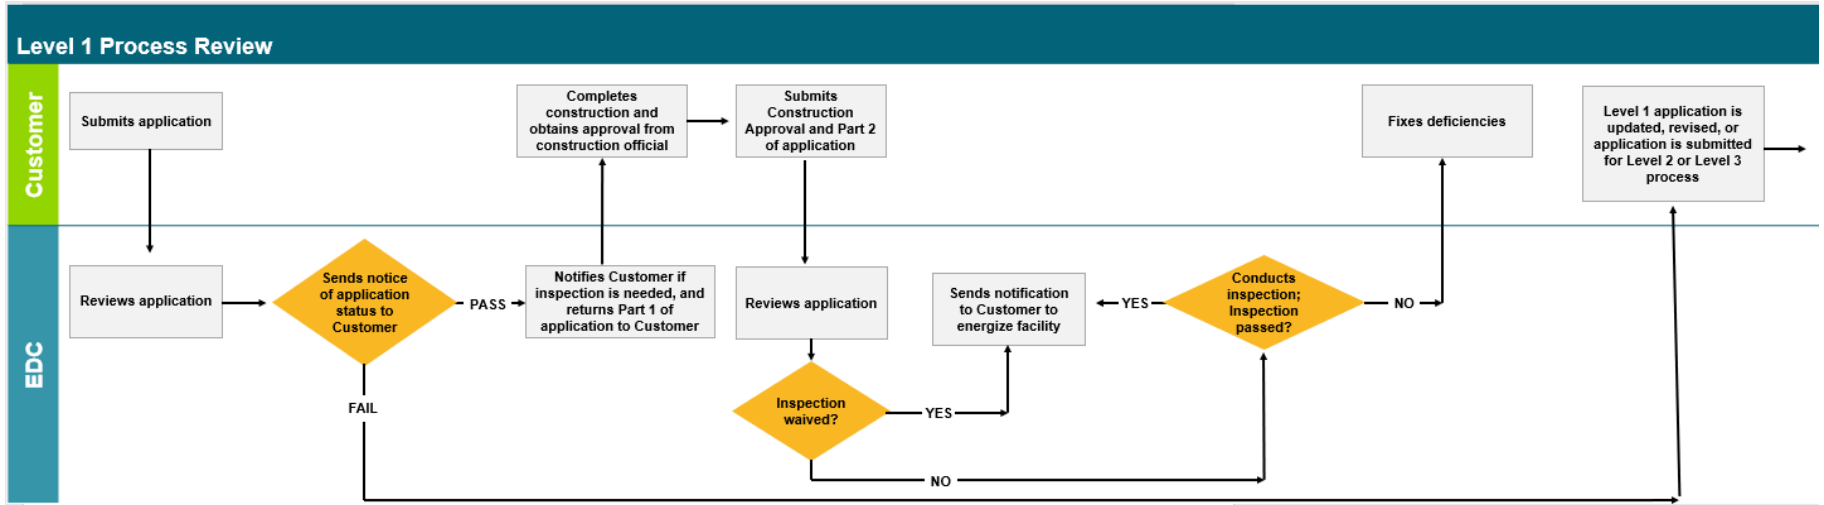 Level 1 Process Review
Customer
Submits application
Completes
construction and
obtains approval from
construction official
Submits
Construction
Approval and Part 2
of application
Fixes deficiencies
Level 1 application is
updated, revised, or
application is submitted
for Level 2 or Level 3
process
EDC
Reviews application
Sends notice
of application
status to
Customer
PASS
FAIL
Notifies Customer if
inspection is needed, and
returns Part 1 of
application to Customer
Reviews application
Inspection
waived?
YES
NO
Sends notification
to Customer to
energize facility
YES
Conducts
inspection;
Inspection
passed?
NO